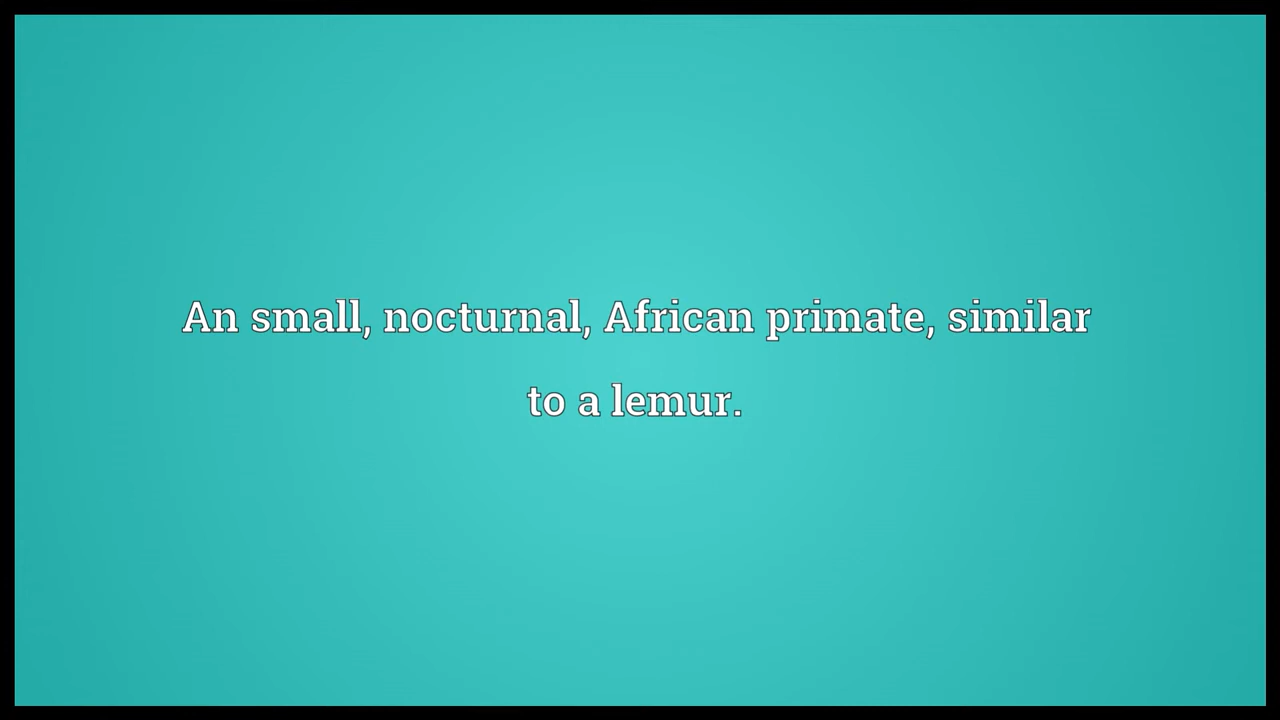 An small, nocturnal, African primate, similar
to a lemur.